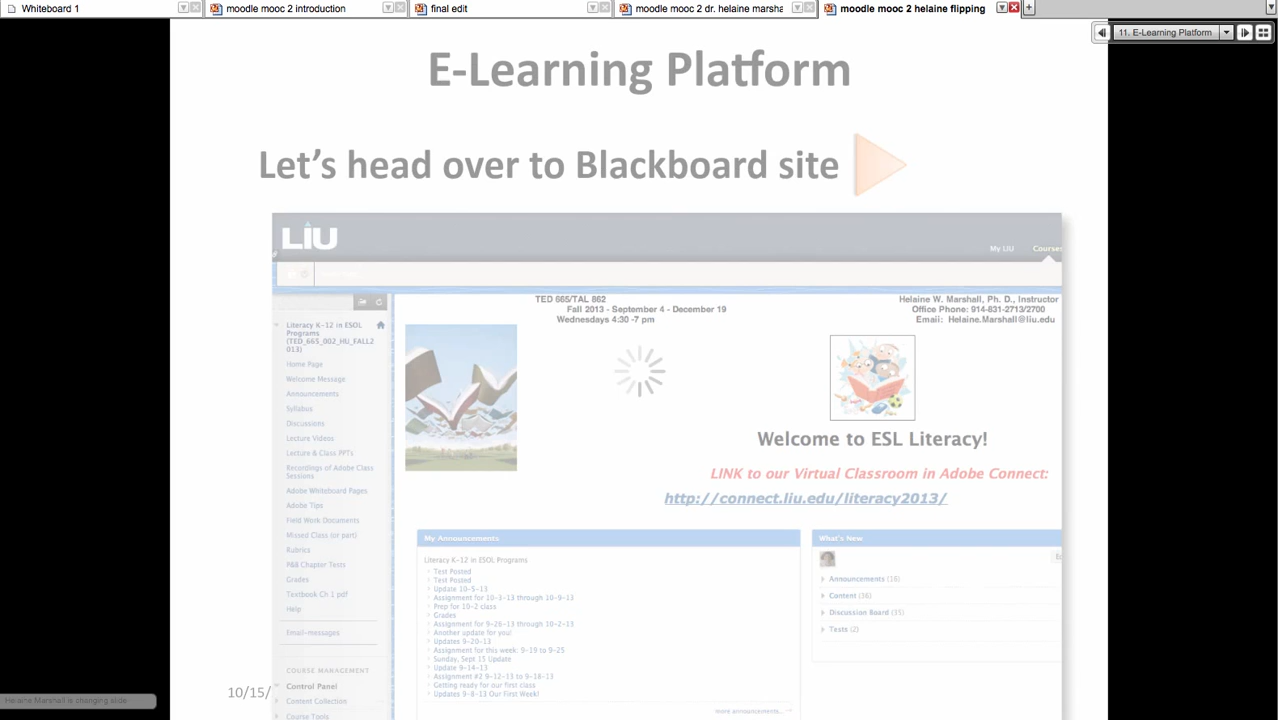 Whiteboard 1
moodle mooc 2 introduction
final edit
moodle mooc 2 dr. helaine marsha
moodle mooc 2 helaine flipping
11. E-Learning Platform
E-Learning Platform
Let's head over to Blackboard site
LIU
My LIU
Courses
TED 665/TAL 862
Fall 2013 - September 4 - December 19
Wednesdays 4:30 -7 pm
Helaine W. Marshall, Ph. D., Instructor
Office Phone: 914-831-2713/2700
Email: Helaine.Marshall@liu.edu
Literacy K-12 in ESOL
Programs
(TED_665_002_HU_FALL2
013)
Home Page
Welcome Message
Announcements
Syllabus
Discussions
Lecture Videos
Lecture & Class PPTs
Recordings of Adobe Class
Sessions
Adobe Whiteboard Pages
Adobe Tips
Field Work Documents
Missed Class (or part)
Rubrics
P&B Chapter Tests
Grades
Textbook Ch 1 pdf
Help
Email-messages
COURSE MANAGEMENT
Control Panel
Content Collection
Course Tools
Welcome to ESL Literacy!
LINK to our Virtual Classroom in Adobe Connect:
http://connect.liu.edu/literacy2013/
My Announcements
Literacy K-12 in ESOL Programs
Test Posted
Test Posted
Update 10-5-13
Assignment for 10-3-13 through 10-9-13
Prep for 10-2 class
Grades
Assignment for 9-26-13 through 10-2-13
Another update for you!
Updates 9-20-13
Assignment for this week: 9-19 to 9-25
Sunday, Sept 15 Update
Update 9-14-13
Assignment #2 9-12-13 to 9-18-13
Getting ready for our first class
Updates 9-8-13 Our First Week!
more announcements...
What's New
Announcements (16)
Content (36)
Discussion Board (35)
Tests (2)
10/15/
Helaine Marshall is changing slide